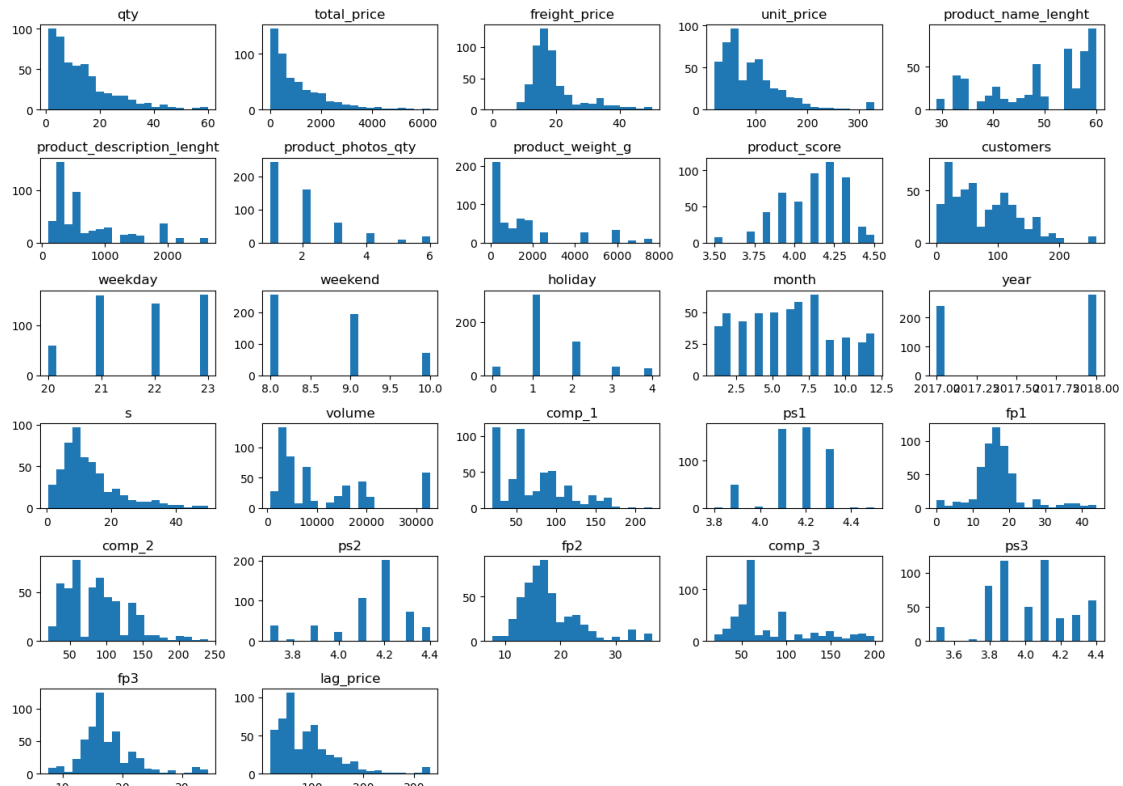 qty
100
50
0
0 20 40 60
total_price
100
0
0 2000 4000 6000
freight_price
100
50
0
0 20 40
unit_price
50
0
100 200 300
product_name_lenght
50
0
30 40 50 60
product_description_lenght
100
0
0 1000 2000
product_photos_qty
200
100
0
2 4 6
product_weight_g
200
100
0
0 2000 4000 6000 8000
product_score
100
50
0
3.50 3.75 4.00 4.25 4.50
customers
50
0
0 100 200
weekday
100
0
20 21 22 23
weekend
200
100
0
8.0 8.5 9.0 9.5 10.0
holiday
200
0
0 1 2 3 4
month
50
25
0
2.5 5.0 7.5 10.0 12.5
year
200
100
0
2017.00 2017.25 2017.50 2017.75 2018.00
s
100
50
0
0 20 40
volume
100
50
0
0 10000 20000 30000
comp_1
100
50
0
50 100 150 200
ps1
100
0
3.8 4.0 4.2 4.4
fp1
100
50
0
0 10 20 30 40
comp_2
50
0
50 100 150 200 250
ps2
200
100
0
3.8 4.0 4.2 4.4
fp2
50
0
10 20 30
comp_3
100
0
50 100 150 200
ps3
100
50
0
3.6 3.8 4.0 4.2 4.4
fp3
100
50
0
10 20 30
lag_price
100
50
0
100 200 300